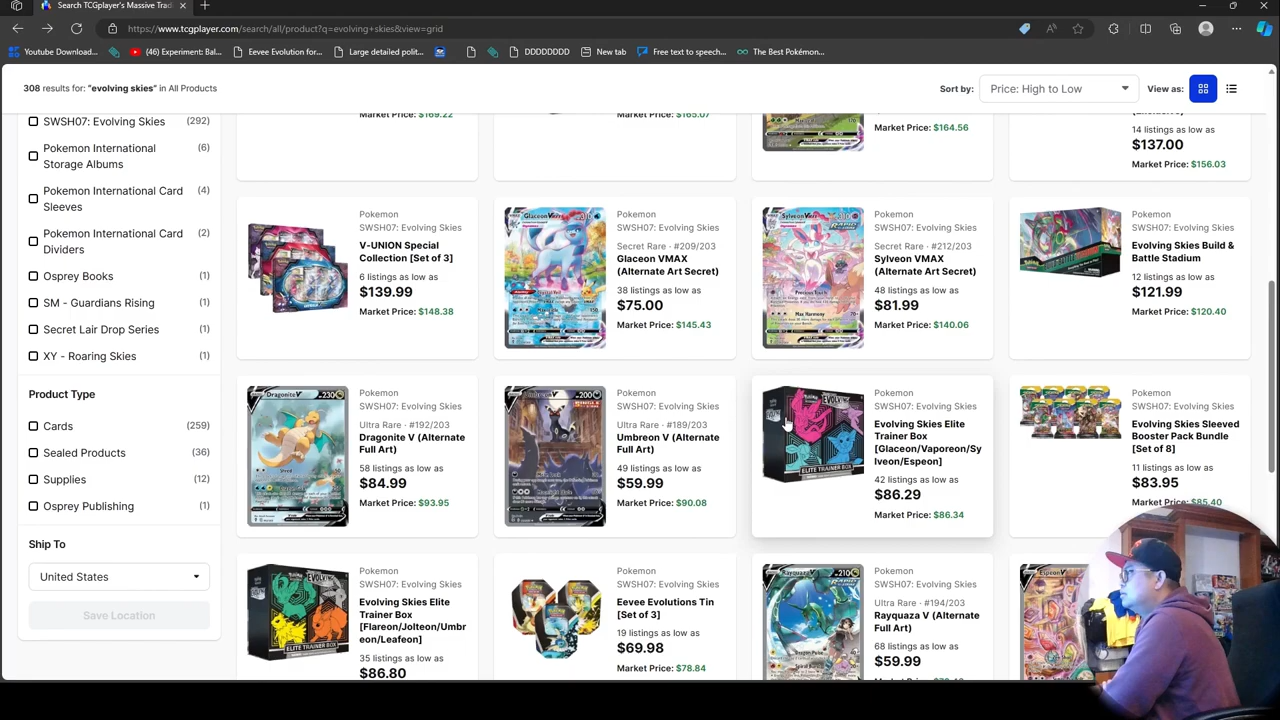 Search TCGplayer's Massive Trad
https://www.tcgplayer.com/search/all/product?q=evolving+skies&view=grid
Youtube Download...
(46) Experiment: Bal...
Eevee Evolution for...
Large detailed polit...
DDDDDDD
New tab
Free text to speech...
The Best Pokémon...
308 results for: "evolving skies" in All Products
Sort by:
Price: High to Low
View as:
SWSH07: Evolving Skies (292)
Pokemon International
Storage Albums
(6)
Pokemon International Card
Sleeves
(4)
Pokemon International Card
Dividers
(2)
Osprey Books (1)
SM - Guardians Rising (1)
Secret Lair Drop Series (1)
XY - Roaring Skies (1)
Product Type
Cards (259)
Sealed Products (36)
Supplies (12)
Osprey Publishing (1)
Ship To
United States
Save Location
Market Price: $169.22
Market Price: $165.07
Market Price: $164.56
14 listings as low as
$137.00
Market Price: $156.03
Pokemon
SWSH07: Evolving Skies
V-UNION Special
Collection [Set of 3]
6 listings as low as
$139.99
Market Price: $148.38
Pokemon
SWSH07: Evolving Skies
Secret Rare · #209/203
Glaceon VMAX
(Alternate Art Secret)
38 listings as low as
$75.00
Market Price: $145.43
Pokemon
SWSH07: Evolving Skies
Secret Rare · #212/203
Sylveon VMAX
(Alternate Art Secret)
48 listings as low as
$81.99
Market Price: $140.06
Pokemon
SWSH07: Evolving Skies
Evolving Skies Build &
Battle Stadium
12 listings as low as
$121.99
Market Price: $120.40
Pokemon
SWSH07: Evolving Skies
Ultra Rare · #192/203
Dragonite V (Alternate
Full Art)
58 listings as low as
$84.99
Market Price: $93.95
Pokemon
SWSH07: Evolving Skies
Ultra Rare · #189/203
Umbreon V (Alternate
Full Art)
49 listings as low as
$59.99
Market Price: $90.08
ELITE TRAINER BOX
Pokemon
SWSH07: Evolving Skies
Evolving Skies Elite
Trainer Box
[Glaceon/Vaporeon/Sy
lveon/Espeon]
42 listings as low as
$86.29
Market Price: $86.34
Pokemon
SWSH07: Evolving Skies
Evolving Skies Sleeved
Booster Pack Bundle
[Set of 8]
11 listings as low as
$83.95
Market Price: $85.40
ELITE TRAINER BOX
Pokemon
SWSH07: Evolving Skies
Evolving Skies Elite
Trainer Box
[Flareon/Jolteon/Umbr
eon/Leafeon]
35 listings as low as
$86.80
Pokemon
SWSH07: Evolving Skies
Eevee Evolutions Tin
[Set of 3]
19 listings as low as
$69.98
Market Price: $78.84
Pokemon
SWSH07: Evolving Skies
Ultra Rare · #194/203
Rayquaza V (Alternate
Full Art)
68 listings as low as
$59.99